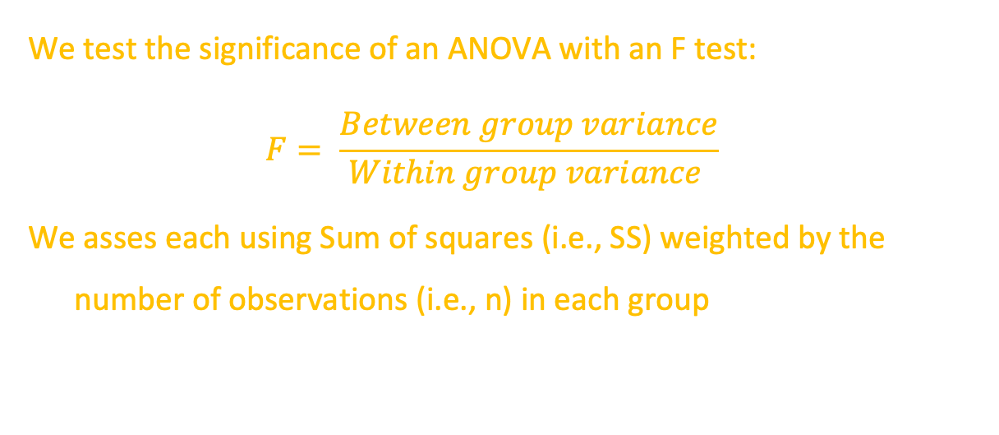 We test the significance of an ANOVA with an F test:
F = Between group variance / Within group variance
We asses each using Sum of squares (i.e., SS) weighted by the
number of observations (i.e., n) in each group